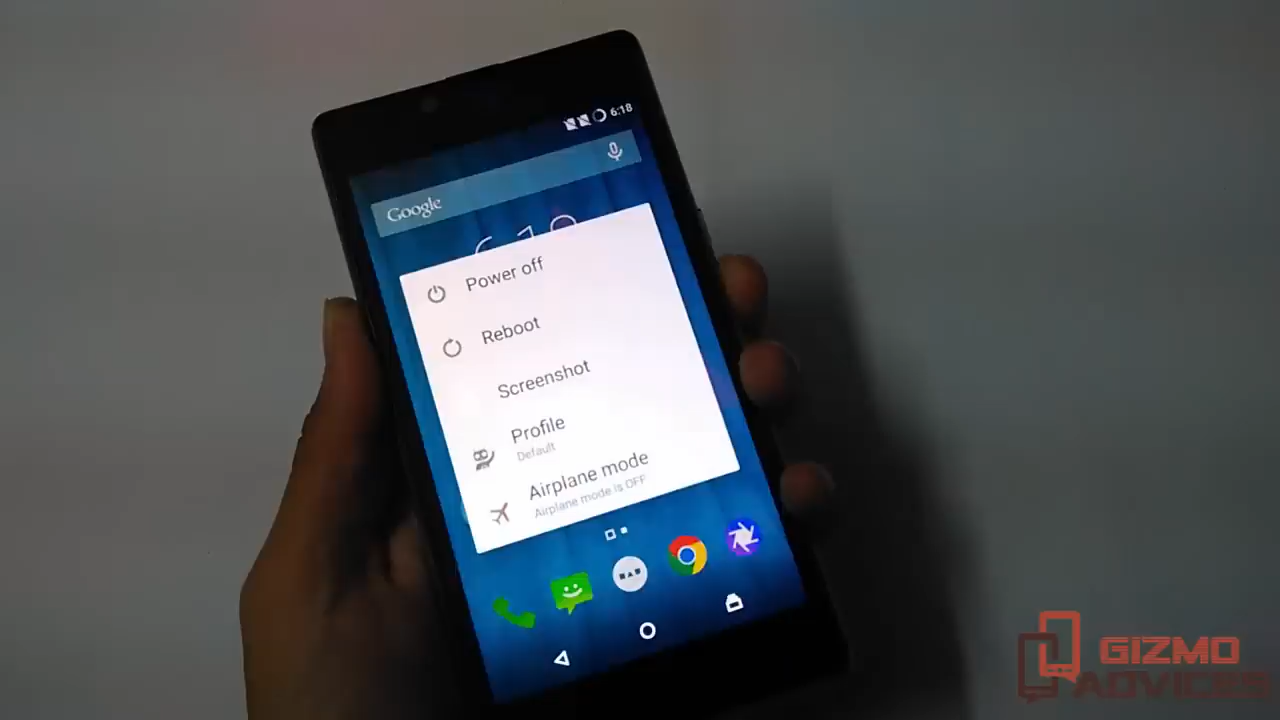 6:18
Google
Power off
Reboot
Screenshot
Profile
Default
Airplane mode
Airplane mode is OFF
GIZMO
ADVICES